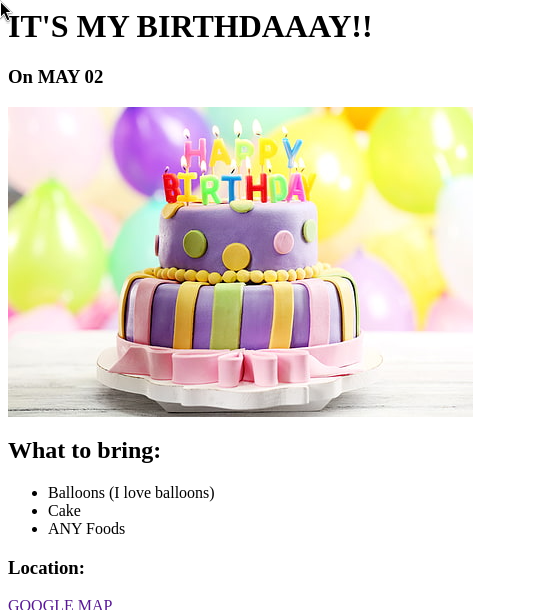 IT'S MY BIRTHDAAAY!!
On MAY 02
HAPPY
BIRTHDAY
What to bring:
Balloons (I love balloons)
Cake
ANY Foods
Location:
GOOGLE MAP